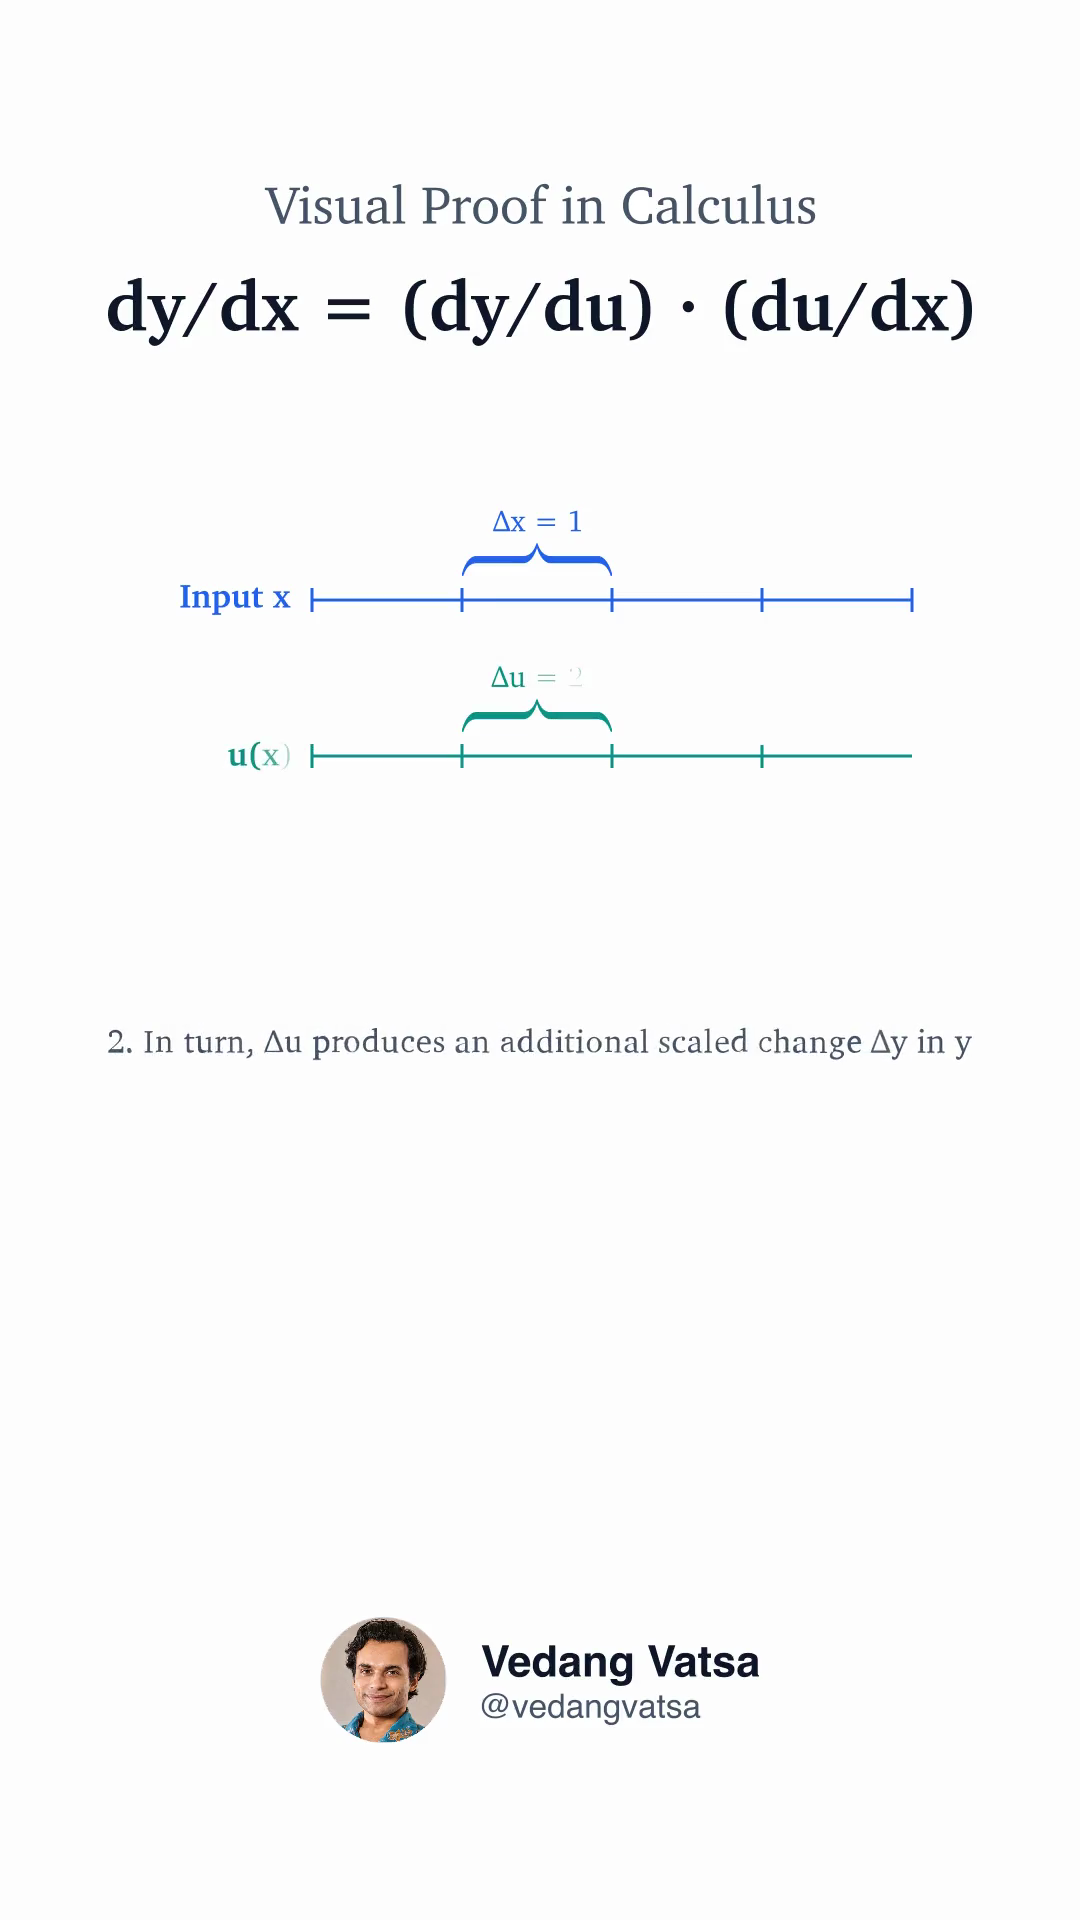 Visual Proof in Calculus
dy/dx = (dy/du) · (du/dx)
Δx = 1
Input x
Δu = 2
u(x)
2. In turn, Δu produces an additional scaled change Δy in y
Vedang Vatsa
@vedangvatsa